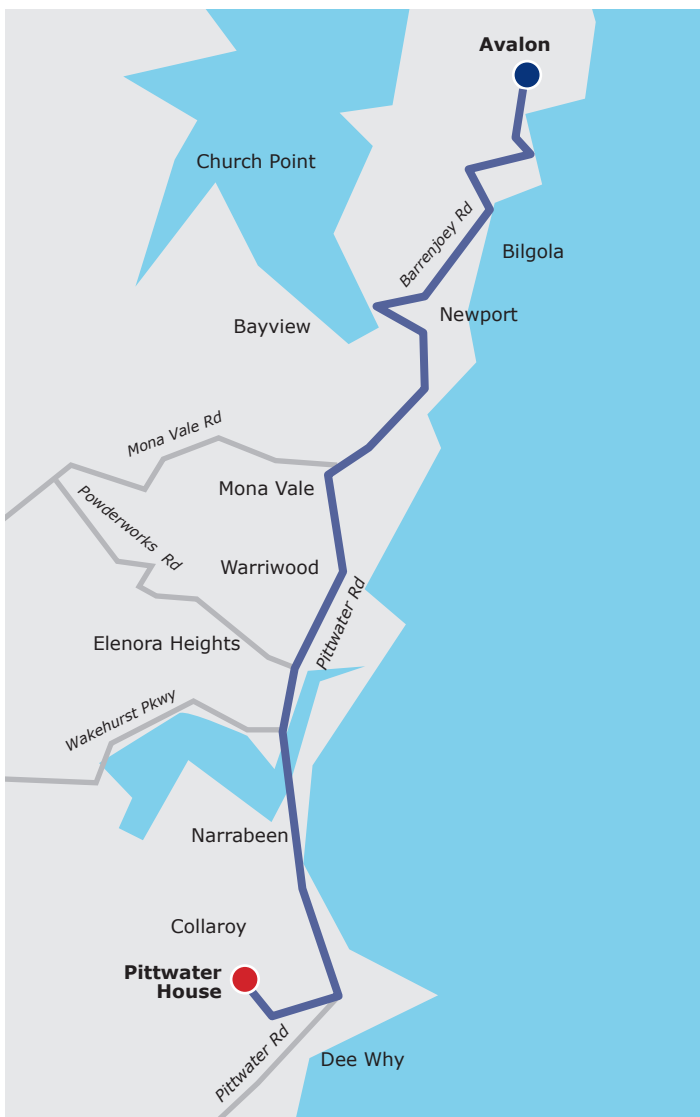 Avalon
Church Point
Barrenjoey Rd
Bilgola
Newport
Bayview
Mona Vale Rd
Mona Vale
Powderworks Rd
Warriwood
Pittwater Rd
Elenora Heights
Wakehurst Pkwy
Narrabeen
Collaroy
Pittwater
House
Pittwater Rd
Dee Why